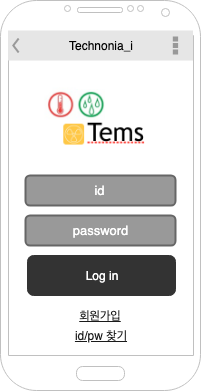 Technonia_i
Tems
id
password
Log in
회원가입
id/pw 찾기